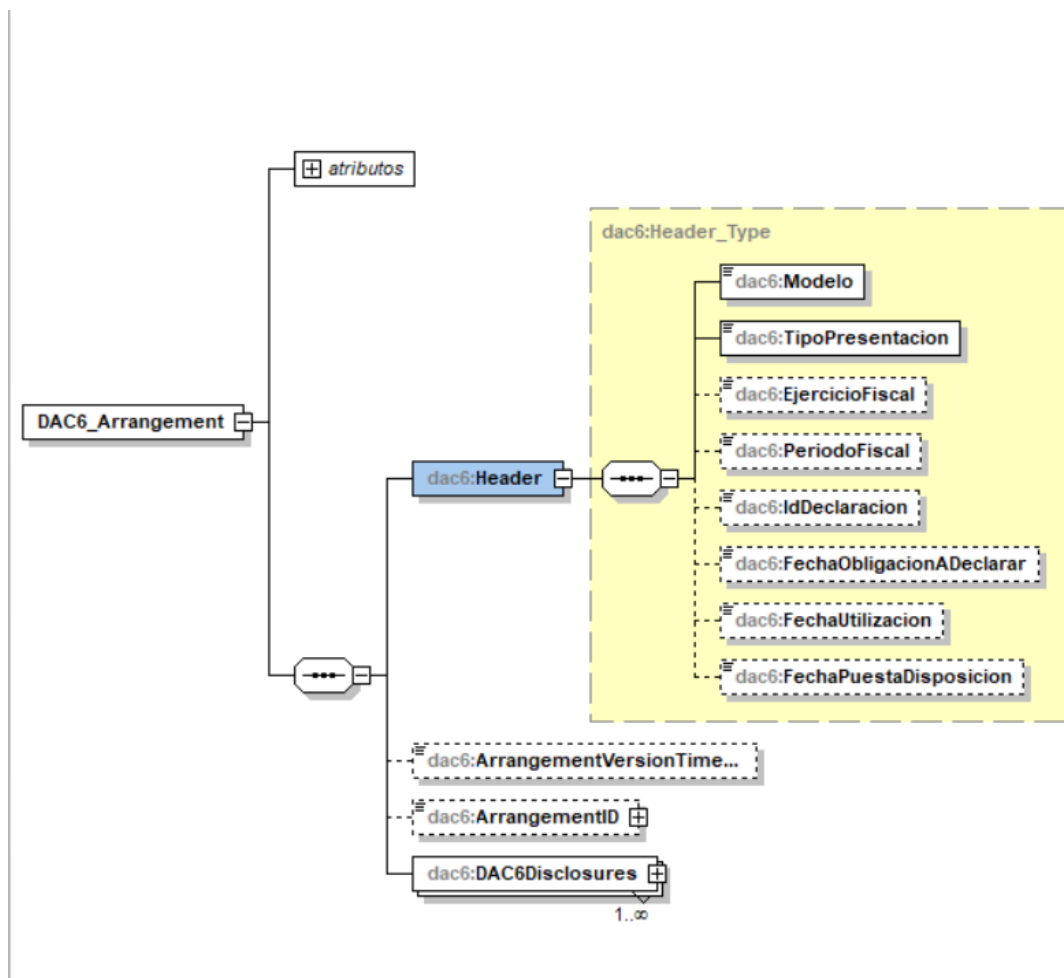 atributos
dac6:Header_Type
dac6:Modelo
dac6:TipoPresentacion
dac6:EjercicioFiscal
DAC6_Arrangement
dac6:PeriodoFiscal
dac6:Header
dac6:IdDeclaracion
dac6:FechaObligacionADeclarar
dac6:FechaUtilizacion
dac6:FechaPuestaDisposicion
dac6:ArrangementVersionTime...
dac6:ArrangementID
dac6:DAC6Disclosures
1..∞